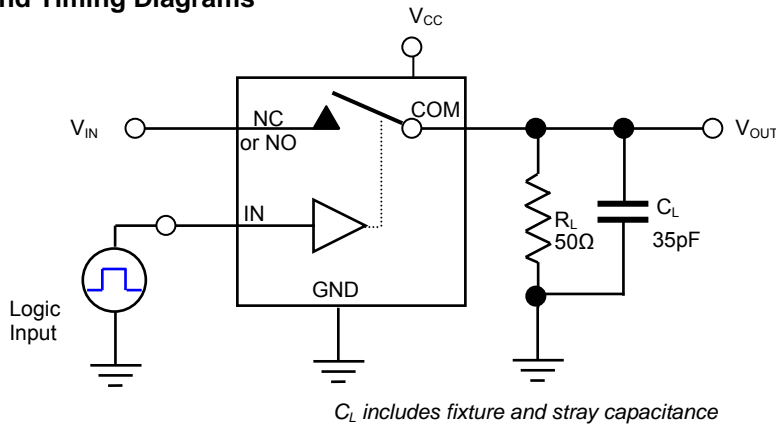 nd Timing Diagrams
VCC
VIN
NC
or NO
COM
VOUT
IN
RL
50Ω
CL
35pF
GND
Logic
Input
CL includes fixture and stray capacitance